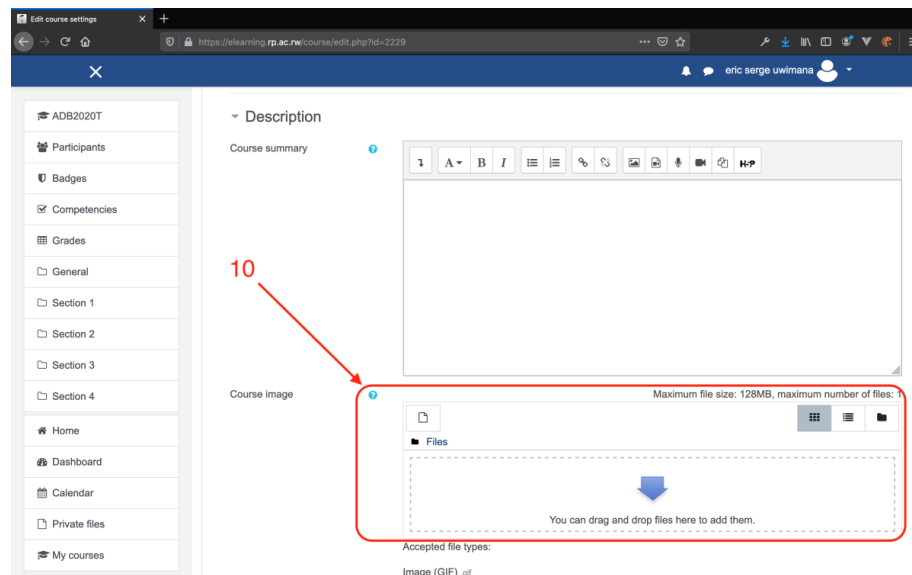 Edit course settings
https://elearning.rp.ac.rw/course/edit.php?id=2229
eric serge uwimana
ADB2020T
Participants
Badges
Competencies
Grades
General
Section 1
Section 2
Section 3
Section 4
Home
Dashboard
Calendar
Private files
My courses
Description
Course summary
A B I H-P
10
Course image
Maximum file size: 128MB, maximum number of files: 1
Files
You can drag and drop files here to add them.
Accepted file types:
Image (GIF) .gif